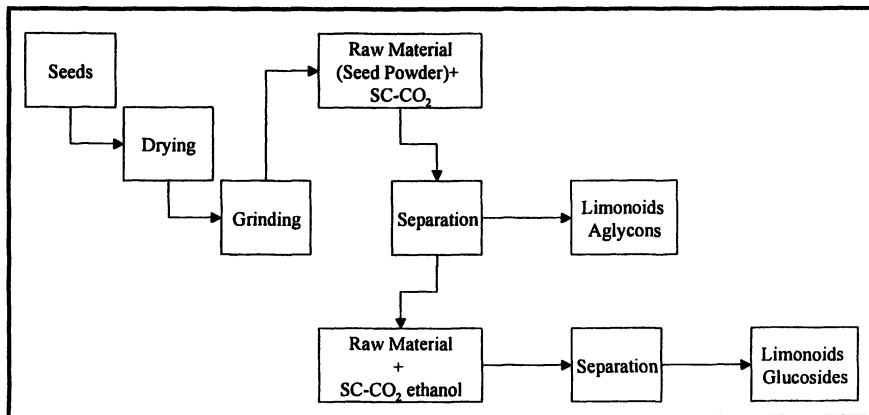 Seeds
Drying
Grinding
Raw Material
(Seed Powder)+
SC-CO₂
Separation
Limonoids
Aglycons
Raw Material
+
SC-CO₂ ethanol
Separation
Limonoids
Glucosides